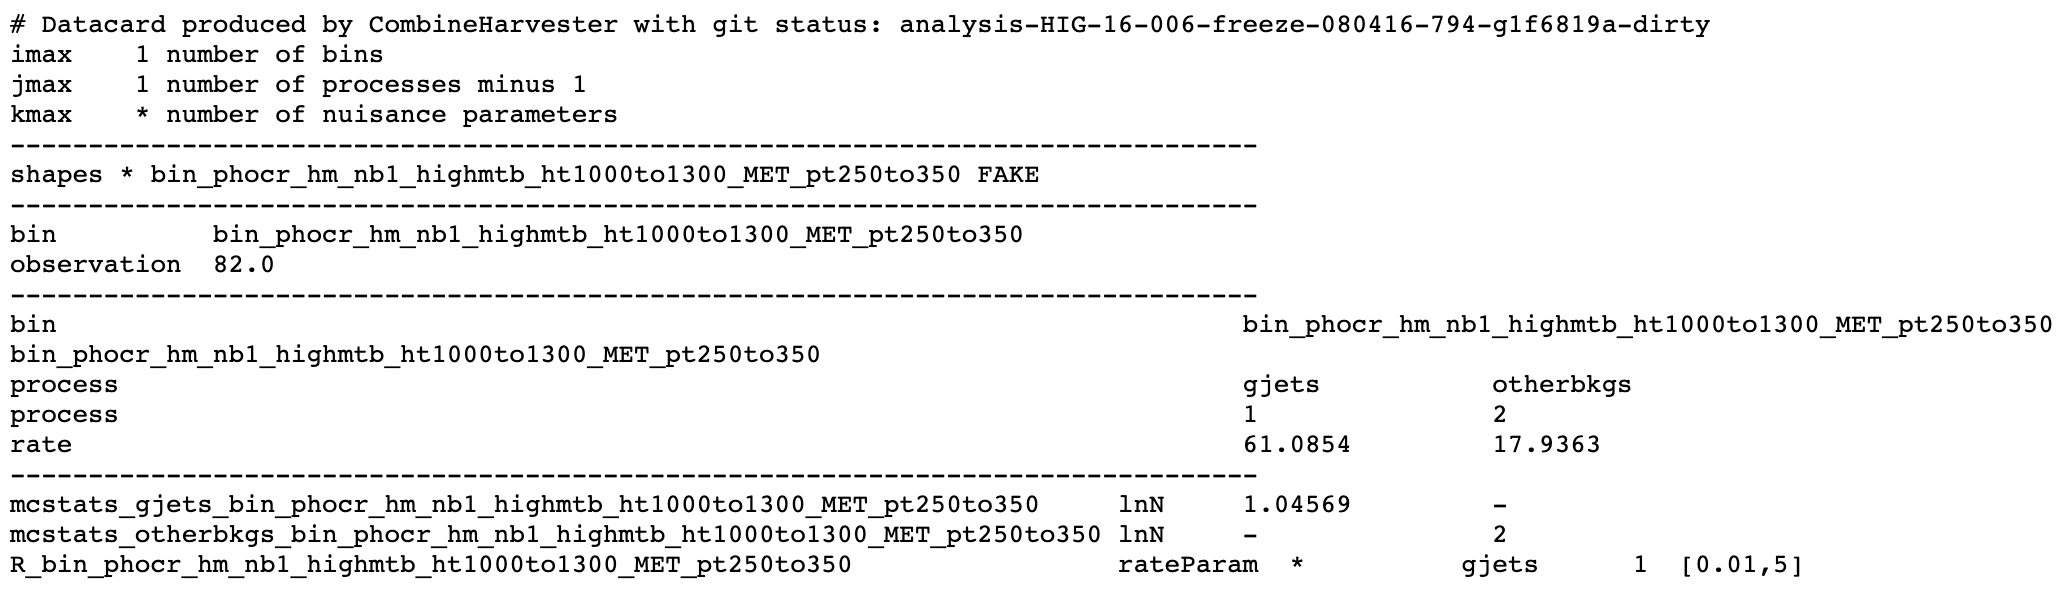 # Datacard produced by CombineHarvester with git status: analysis-HIG-16-006-freeze-080416-794-g1f6819a-dirty
imax    1 number of bins
jmax    1 number of processes minus 1
kmax    * number of nuisance parameters
--------------------------------------------------------------------------------
shapes * bin_phocr_hm_nb1_highmtb_ht1000to1300_MET_pt250to350 FAKE
--------------------------------------------------------------------------------
bin          bin_phocr_hm_nb1_highmtb_ht1000to1300_MET_pt250to350
observation  82.0
--------------------------------------------------------------------------------
bin                                                                            bin_phocr_hm_nb1_highmtb_ht1000to1300_MET_pt250to350
bin_phocr_hm_nb1_highmtb_ht1000to1300_MET_pt250to350
process                                                                        gjets           otherbkgs
process                                                                        1               2
rate                                                                           61.0854         17.9363
--------------------------------------------------------------------------------
mcstats_gjets_bin_phocr_hm_nb1_highmtb_ht1000to1300_MET_pt250to350     lnN     1.04569         -
mcstats_otherbkgs_bin_phocr_hm_nb1_highmtb_ht1000to1300_MET_pt250to350 lnN     -               2
R_bin_phocr_hm_nb1_highmtb_ht1000to1300_MET_pt250to350                 rateParam  *          gjets      1  [0.01,5]